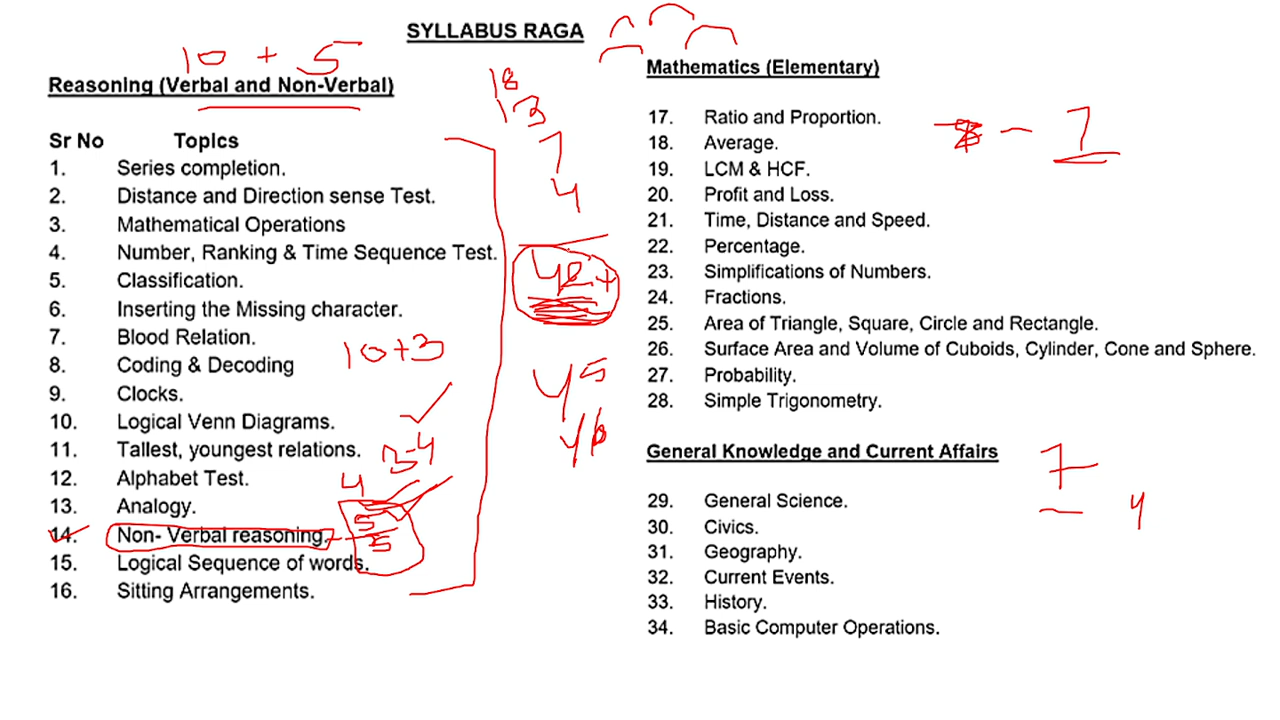 SYLLABUS RAGA
10 + 5
Reasoning (Verbal and Non-Verbal)
Sr No Topics
1. Series completion.
2. Distance and Direction sense Test.
3. Mathematical Operations
4. Number, Ranking & Time Sequence Test.
5. Classification.
6. Inserting the Missing character.
7. Blood Relation.
10+3
8. Coding & Decoding
9. Clocks.
10. Logical Venn Diagrams.
11. Tallest, youngest relations.
3-4
12. Alphabet Test.
4
13. Analogy.
5
14. Non- Verbal reasoning.
5
15. Logical Sequence of words.
16. Sitting Arrangements.
18
13
7
4
42+
45
Mathematics (Elementary)
17. Ratio and Proportion.
7
18. Average.
19. LCM & HCF.
20. Profit and Loss.
21. Time, Distance and Speed.
22. Percentage.
23. Simplifications of Numbers.
24. Fractions.
25. Area of Triangle, Square, Circle and Rectangle.
26. Surface Area and Volume of Cuboids, Cylinder, Cone and Sphere.
27. Probability.
28. Simple Trigonometry.
General Knowledge and Current Affairs
7
4
29. General Science.
30. Civics.
31. Geography.
32. Current Events.
33. History.
34. Basic Computer Operations.